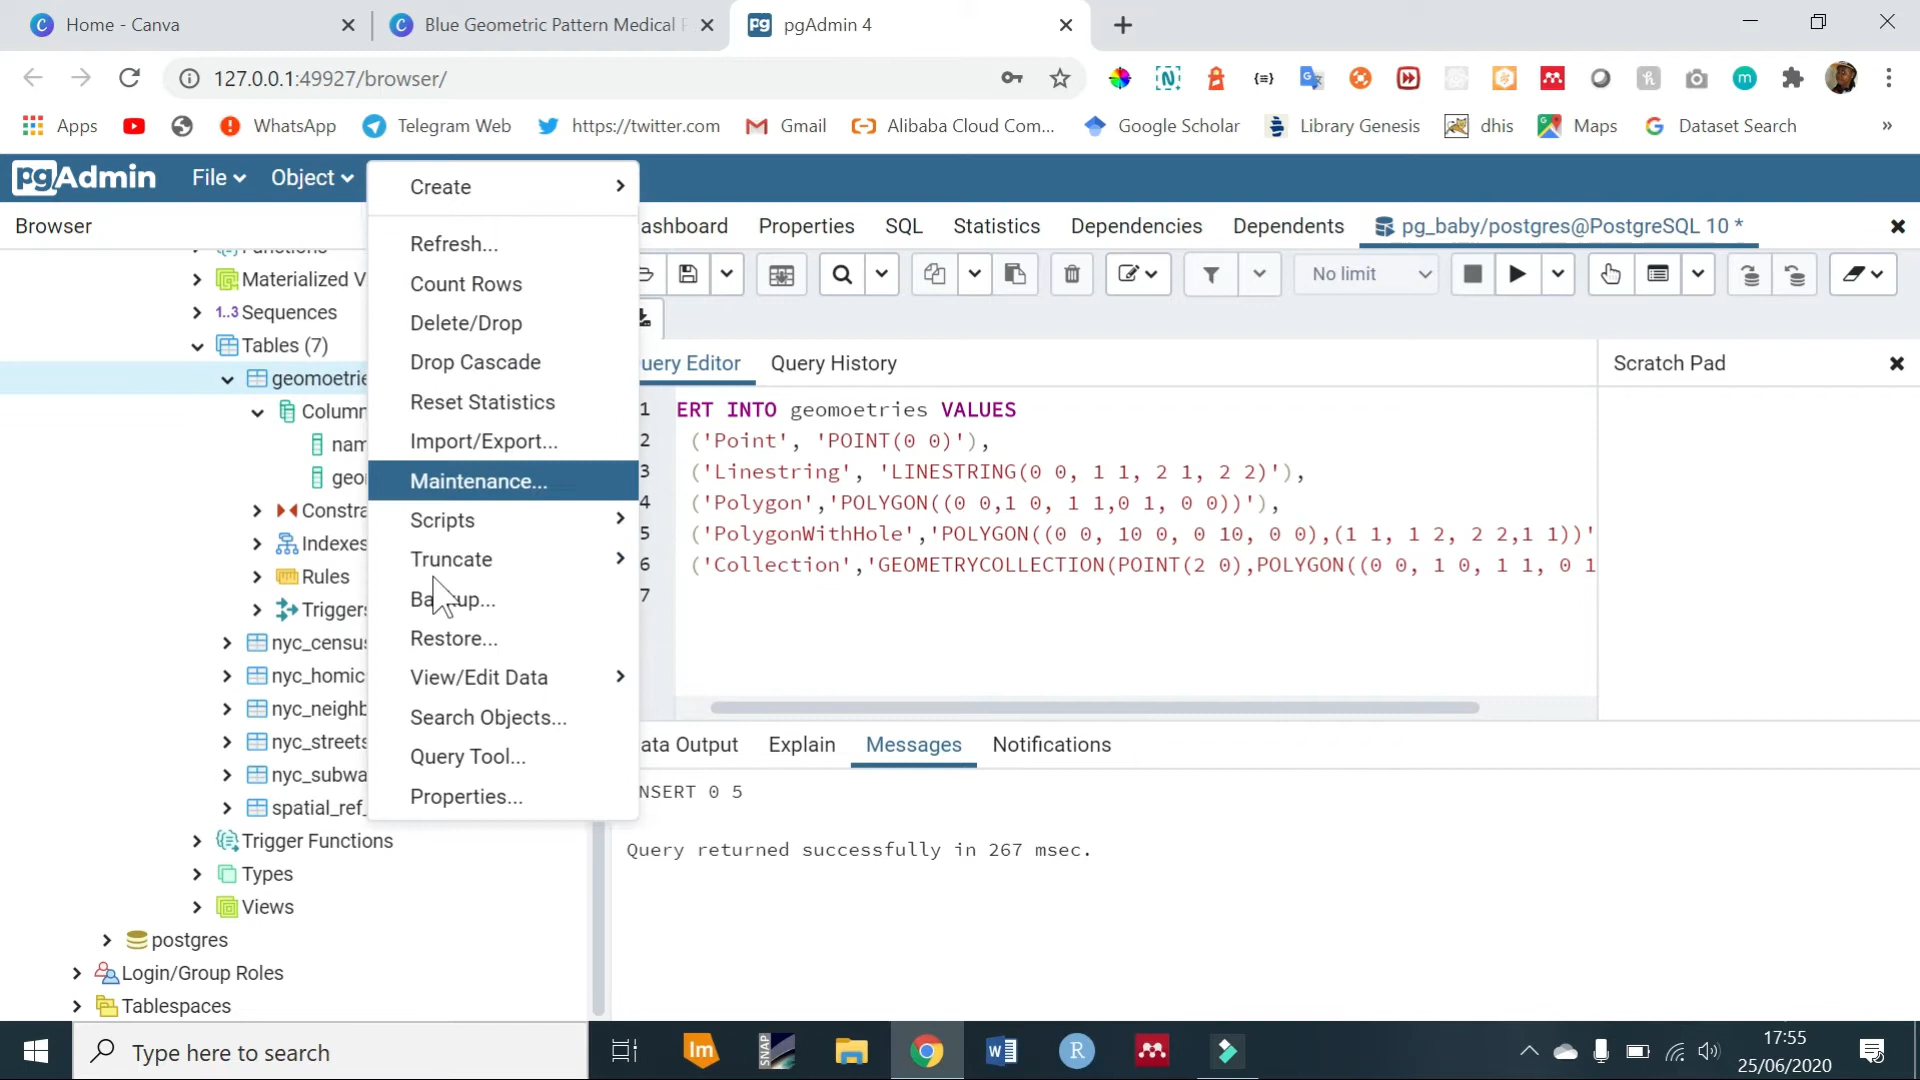 Home - Canva
Blue Geometric Pattern Medical
pgAdmin 4
127.0.0.1:49927/browser/
Apps
WhatsApp
Telegram Web
https://twitter.com
Gmail
Alibaba Cloud Com...
Google Scholar
Library Genesis
dhis
Maps
Dataset Search
pgAdmin
File
Object
Browser
Materialized V
1..3 Sequences
Tables (7)
geomoetrie
Column
nam
geo
Constra
Indexes
Rules
Triggers
nyc_census
nyc_homic
nyc_neighb
nyc_streets
nyc_subwa
spatial_ref_
Trigger Functions
Types
Views
postgres
Login/Group Roles
Tablespaces
Create
Refresh...
Count Rows
Delete/Drop
Drop Cascade
Reset Statistics
Import/Export...
Maintenance...
Scripts
Truncate
Restore...
View/Edit Data
Search Objects...
Query Tool...
Properties...
ashboard
Properties
SQL
Statistics
Dependencies
Dependents
pg_baby/postgres@PostgreSQL 10 *
No limit
uery Editor
Query History
Scratch Pad
1 ERT INTO geomoetries VALUES
2 ('Point', 'POINT(0 0)'),
3 ('Linestring', 'LINESTRING(0 0, 1 1, 2 1, 2 2)'),
4 ('Polygon','POLYGON((0 0,1 0, 1 1,0 1, 0 0))'),
5 ('PolygonWithHole','POLYGON((0 0, 10 0, 0 10, 0 0),(1 1, 1 2, 2 2,1 1))'
6 ('Collection','GEOMETRYCOLLECTION(POINT(2 0),POLYGON((0 0, 1 0, 1 1, 0 1
7
ata Output
Explain
Messages
Notifications
NSERT 0 5
Query returned successfully in 267 msec.
Type here to search
Im
SNAP
R
17:55
25/06/2020